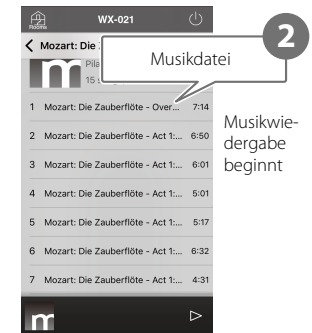 Rooms
WX-021
Mozart: Die
Musikdatei
2
15
1 Mozart: Die Zauberflöte - Over... 7:14
2 Mozart: Die Zauberflöte - Act 1:... 6:50
3 Mozart: Die Zauberflöte - Act 1:... 6:01
4 Mozart: Die Zauberflöte - Act 1:... 5:01
5 Mozart: Die Zauberflöte - Act 1:... 5:17
6 Mozart: Die Zauberflöte - Act 1:... 6:32
7 Mozart: Die Zauberflöte - Act 1:... 4:31
Musikwie-
dergabe
beginnt